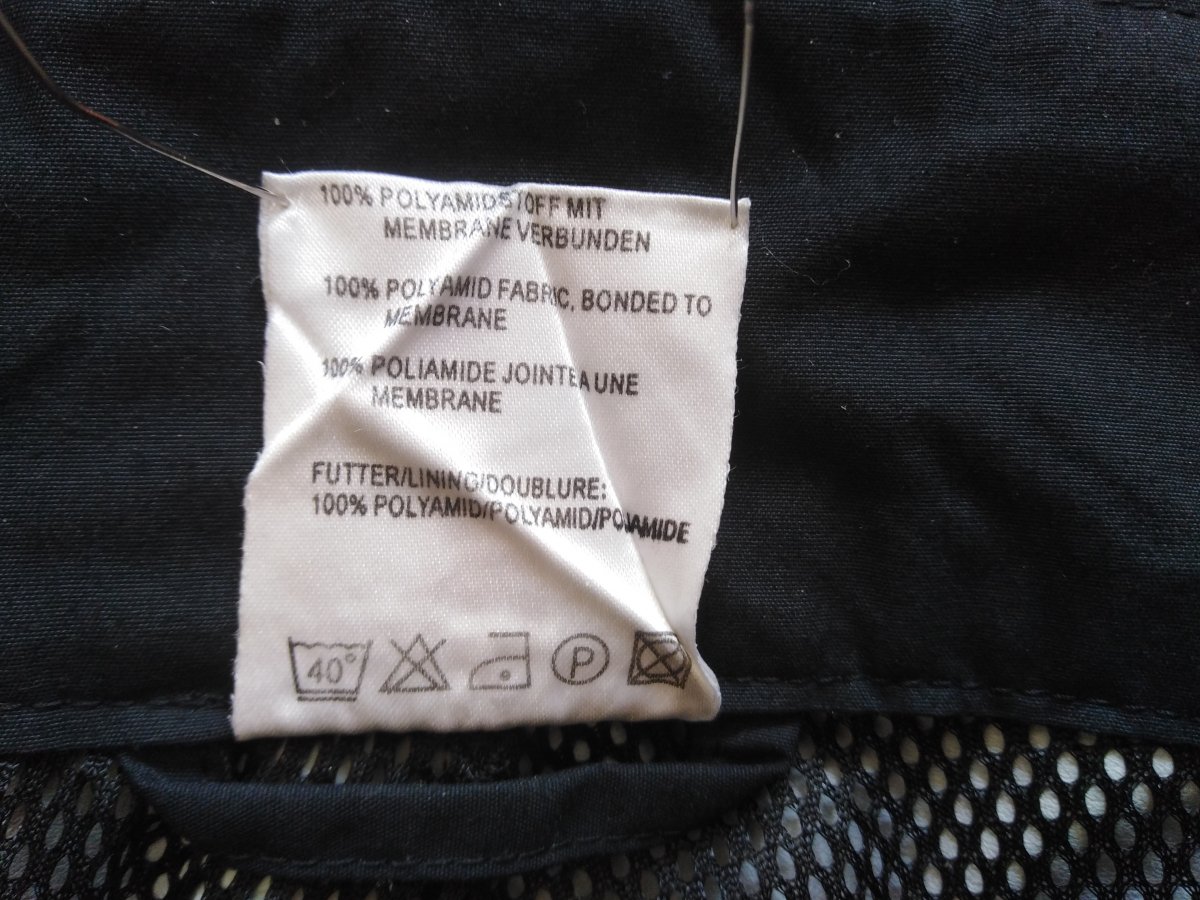 100% POLYAMIDSTOFF MIT
MEMBRANE VERBUNDEN
100% POLYAMID FABRIC, BONDED TO
MEMBRANE
100% POLIAMIDE JOINTEA UNE
MEMBRANE
FUTTER/LINING/DOUBLURE:
100% POLYAMID/POLYAMID/POLIAMIDE
40° P